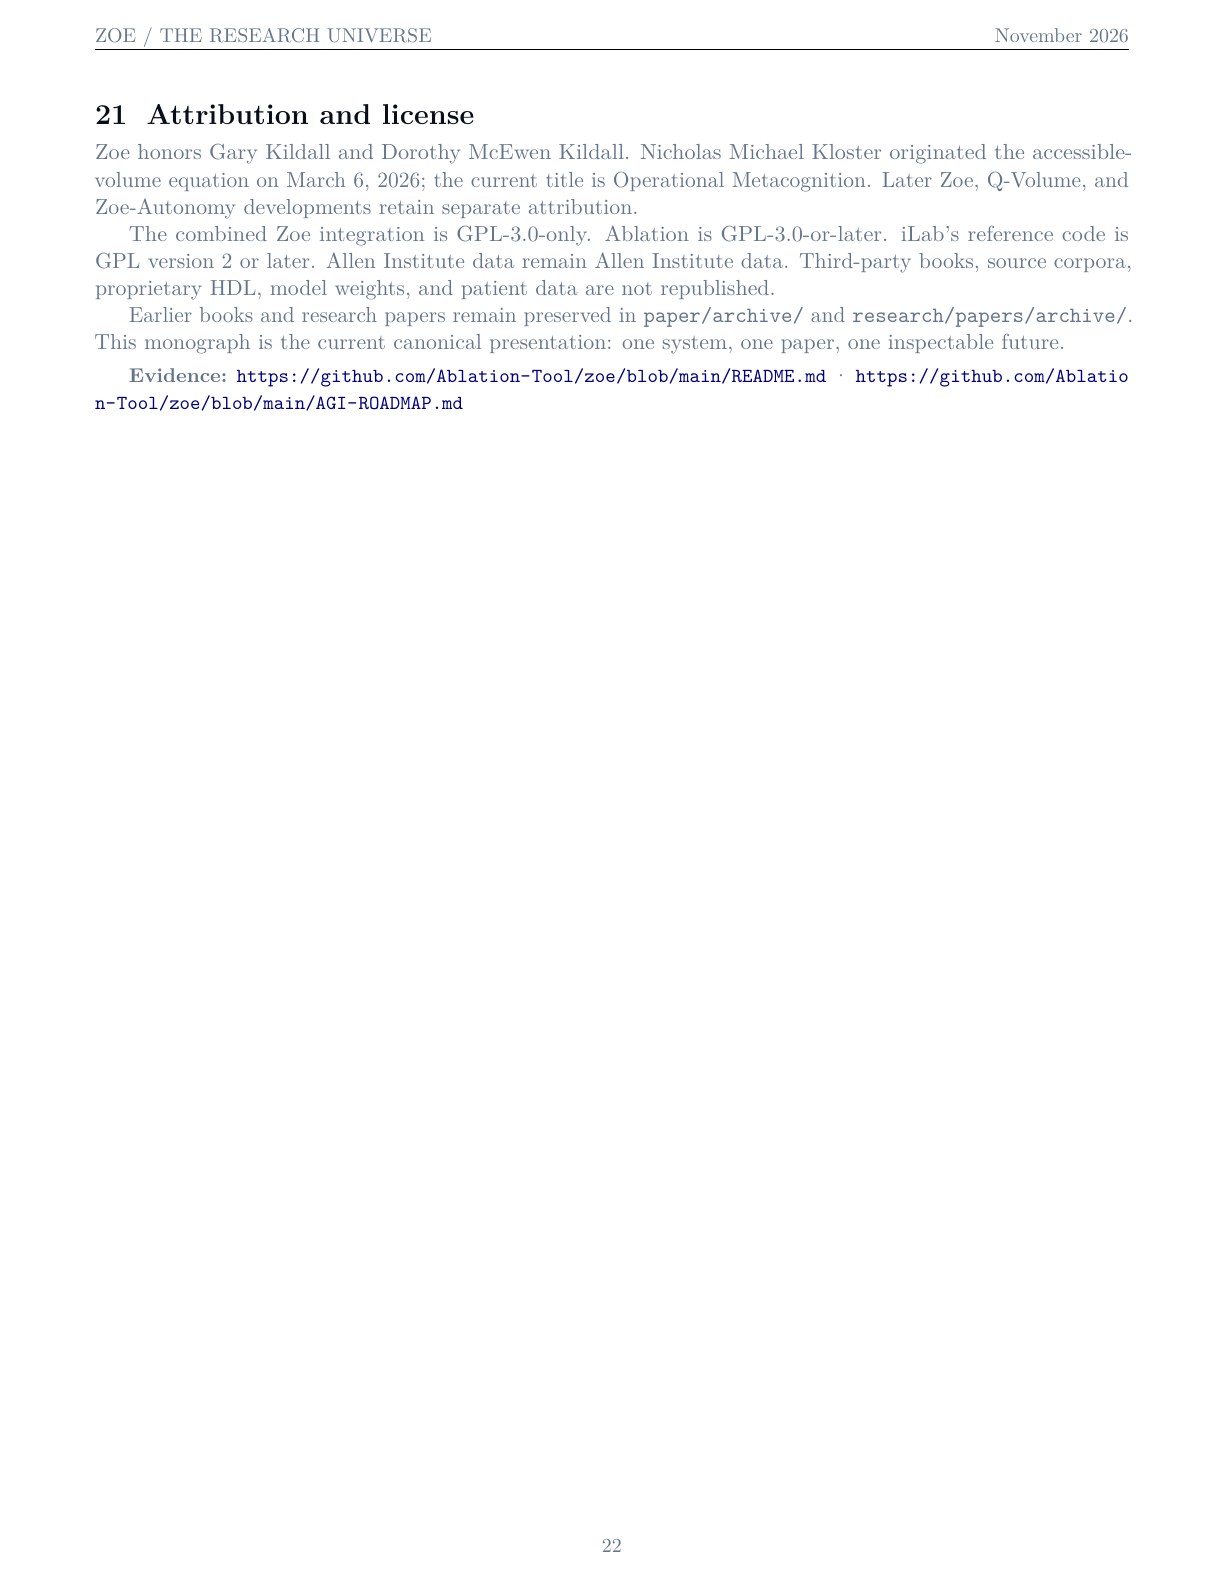 ZOE / THE RESEARCH UNIVERSE November 2026
21 Attribution and license
Zoe honors Gary Kildall and Dorothy McEwen Kildall. Nicholas Michael Kloster originated the accessible-
volume equation on March 6, 2026; the current title is Operational Metacognition. Later Zoe, Q-Volume, and
Zoe-Autonomy developments retain separate attribution.
The combined Zoe integration is GPL-3.0-only. Ablation is GPL-3.0-or-later. iLab's reference code is
GPL version 2 or later. Allen Institute data remain Allen Institute data. Third-party books, source corpora,
proprietary HDL, model weights, and patient data are not republished.
Earlier books and research papers remain preserved in paper/archive/ and research/papers/archive/.
This monograph is the current canonical presentation: one system, one paper, one inspectable future.
Evidence: https://github.com/Ablation-Tool/zoe/blob/main/README.md · https://github.com/Ablatio
n-Tool/zoe/blob/main/AGI-ROADMAP.md
22